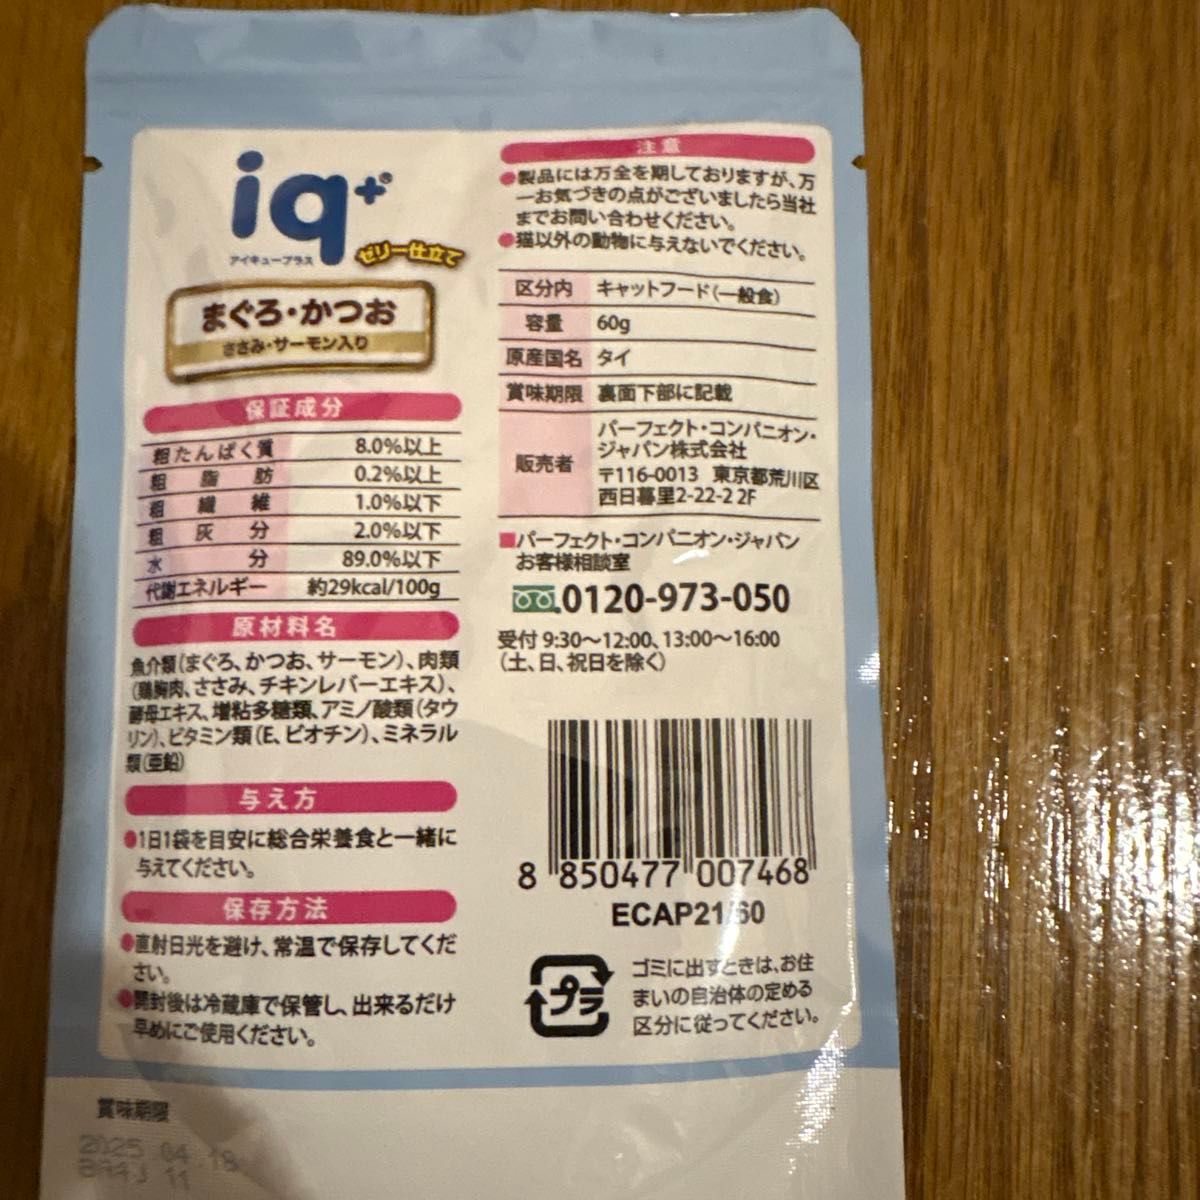 iq+
アイキュープラス
ゼリー仕立て
まぐろ・かつお
ささみ・サーモン入り
保証成分
粗たんぱく質 8.0%以上
粗脂肪 0.2%以上
粗繊維 1.0%以下
粗灰分 2.0%以下
水分 89.0%以下
代謝エネルギー 約29kcal/100g
原材料名
魚介類(まぐろ、かつお、サーモン)、肉類
(鶏胸肉、ささみ、チキンレバーエキス)、
酵母エキス、増粘多糖類、アミノ酸類(タウ
リン)、ビタミン類(E、ビオチン)、ミネラル
類(亜鉛)
与え方
●1日1袋を目安に総合栄養食と一緒に
与えてください。
保存方法
●直射日光を避け、常温で保存してくだ
さい。
●開封後は冷蔵庫で保管し、出来るだけ
早めにご使用ください。
注意
●製品には万全を期しておりますが、万
一お気づきの点がございましたら当社
までお問い合わせください。
●猫以外の動物に与えないでください。
区分内 キャットフード(一般食)
容量 60g
原産国名 タイ
賞味期限 裏面下部に記載
販売者 パーフェクト・コンパニオン・
ジャパン株式会社
〒116-0013 東京都荒川区
西日暮里2-22-2 2F
■パーフェクト・コンパニオン・ジャパン
お客様相談室
0120-973-050
受付 9:30〜12:00、13:00〜16:00
(土、日、祝日を除く)
8 850477 007468
ECAP21/60
プラ
ゴミに出すときは、お住
まいの自治体の定める
区分に従ってください。
賞味期限
2025 04 18